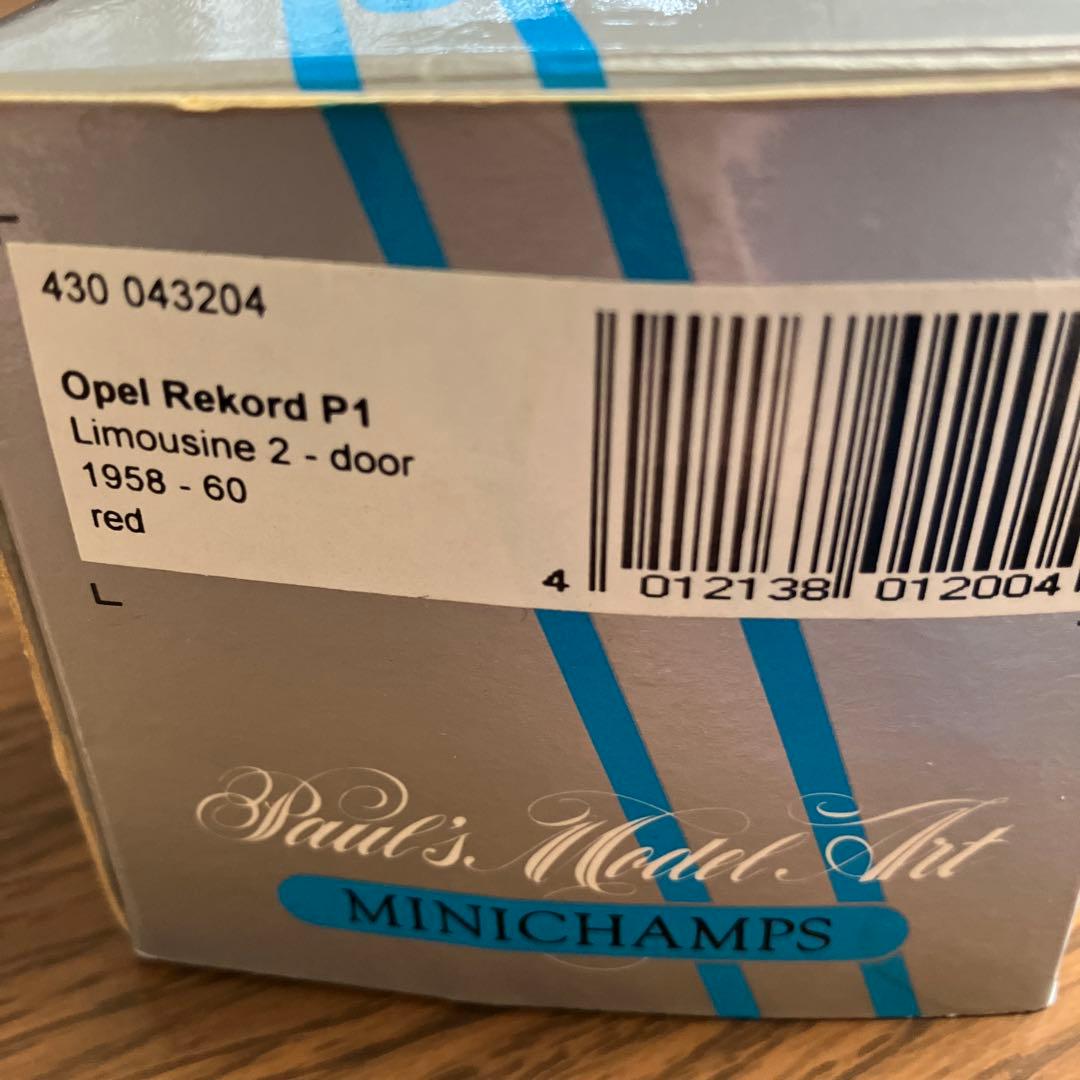 430 043204
Opel Rekord P1
Limousine 2 - door
1958 - 60
red
4 012138 012004
Paul's Model Art
MINICHAMPS